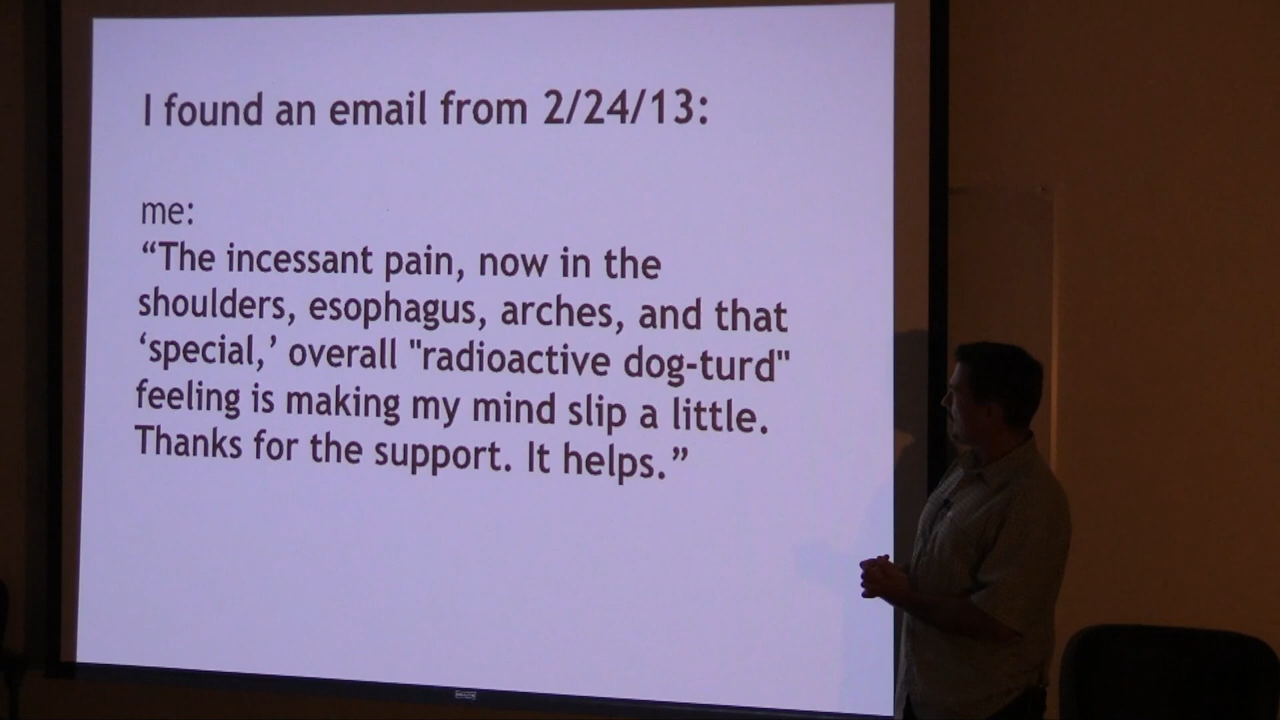 I found an email from 2/24/13:
me:
“The incessant pain, now in the
shoulders, esophagus, arches, and that
‘special,’ overall "radioactive dog-turd"
feeling is making my mind slip a little.
Thanks for the support. It helps.”